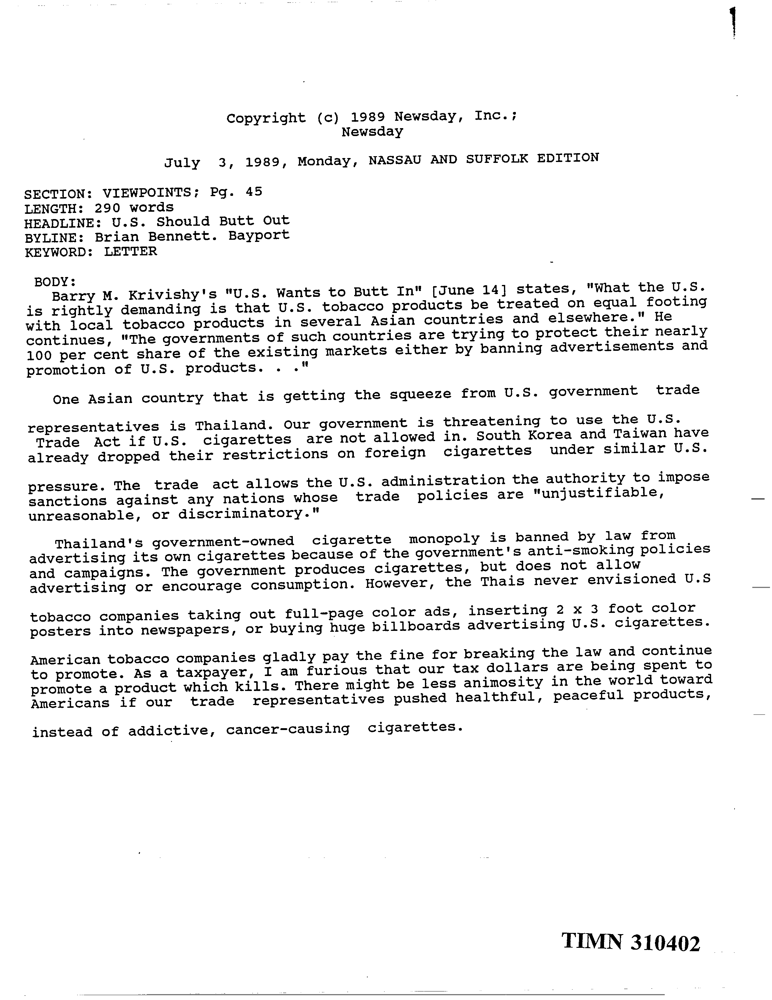 1
Copyright (c) 1989 Newsday, Inc.;
Newsday
July 3, 1989, Monday, NASSAU AND SUFFOLK EDITION
SECTION: VIEWPOINTS; Pg. 45
LENGTH: 290 words
HEADLINE: U.S. Should Butt Out
BYLINE: Brian Bennett. Bayport
KEYWORD: LETTER
BODY:
Barry M. Krivishy's "U.S. Wants to Butt In" [June 14] states, "What the U.S.
is rightly demanding is that U.S. tobacco products be treated on equal footing
with local tobacco products in several Asian countries and elsewhere." He
continues, "The governments of such countries are trying to protect their nearly
100 per cent share of the existing markets either by banning advertisements and
promotion of U.S. products. . ."
One Asian country that is getting the squeeze from U.S. government trade
representatives is Thailand. Our government is threatening to use the U.S.
Trade Act if U.S. cigarettes are not allowed in. South Korea and Taiwan have
already dropped their restrictions on foreign cigarettes under similar U.S.
pressure. The trade act allows the U.S. administration the authority to impose
sanctions against any nations whose trade policies are "unjustifiable,
unreasonable, or discriminatory."
Thailand's government-owned cigarette monopoly is banned by law from
advertising its own cigarettes because of the government's anti-smoking policies
and campaigns. The government produces cigarettes, but does not allow
advertising or encourage consumption. However, the Thais never envisioned U.S
tobacco companies taking out full-page color ads, inserting 2 x 3 foot color
posters into newspapers, or buying huge billboards advertising U.S. cigarettes.
American tobacco companies gladly pay the fine for breaking the law and continue
to promote. As a taxpayer, I am furious that our tax dollars are being spent to
promote a product which kills. There might be less animosity in the world toward
Americans if our trade representatives pushed healthful, peaceful products,
instead of addictive, cancer-causing cigarettes.
TIMN 310402